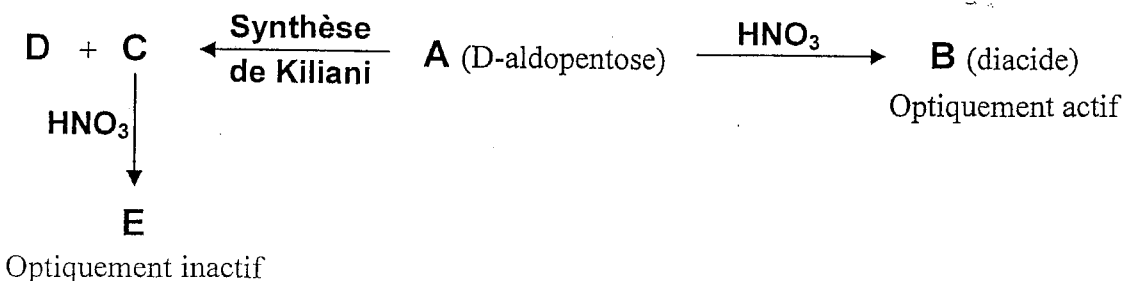 D + C
Synthèse
de Kiliani
A (D-aldopentose)
HNO₃
B (diacide)
Optiquement actif
HNO₃
E
Optiquement inactif